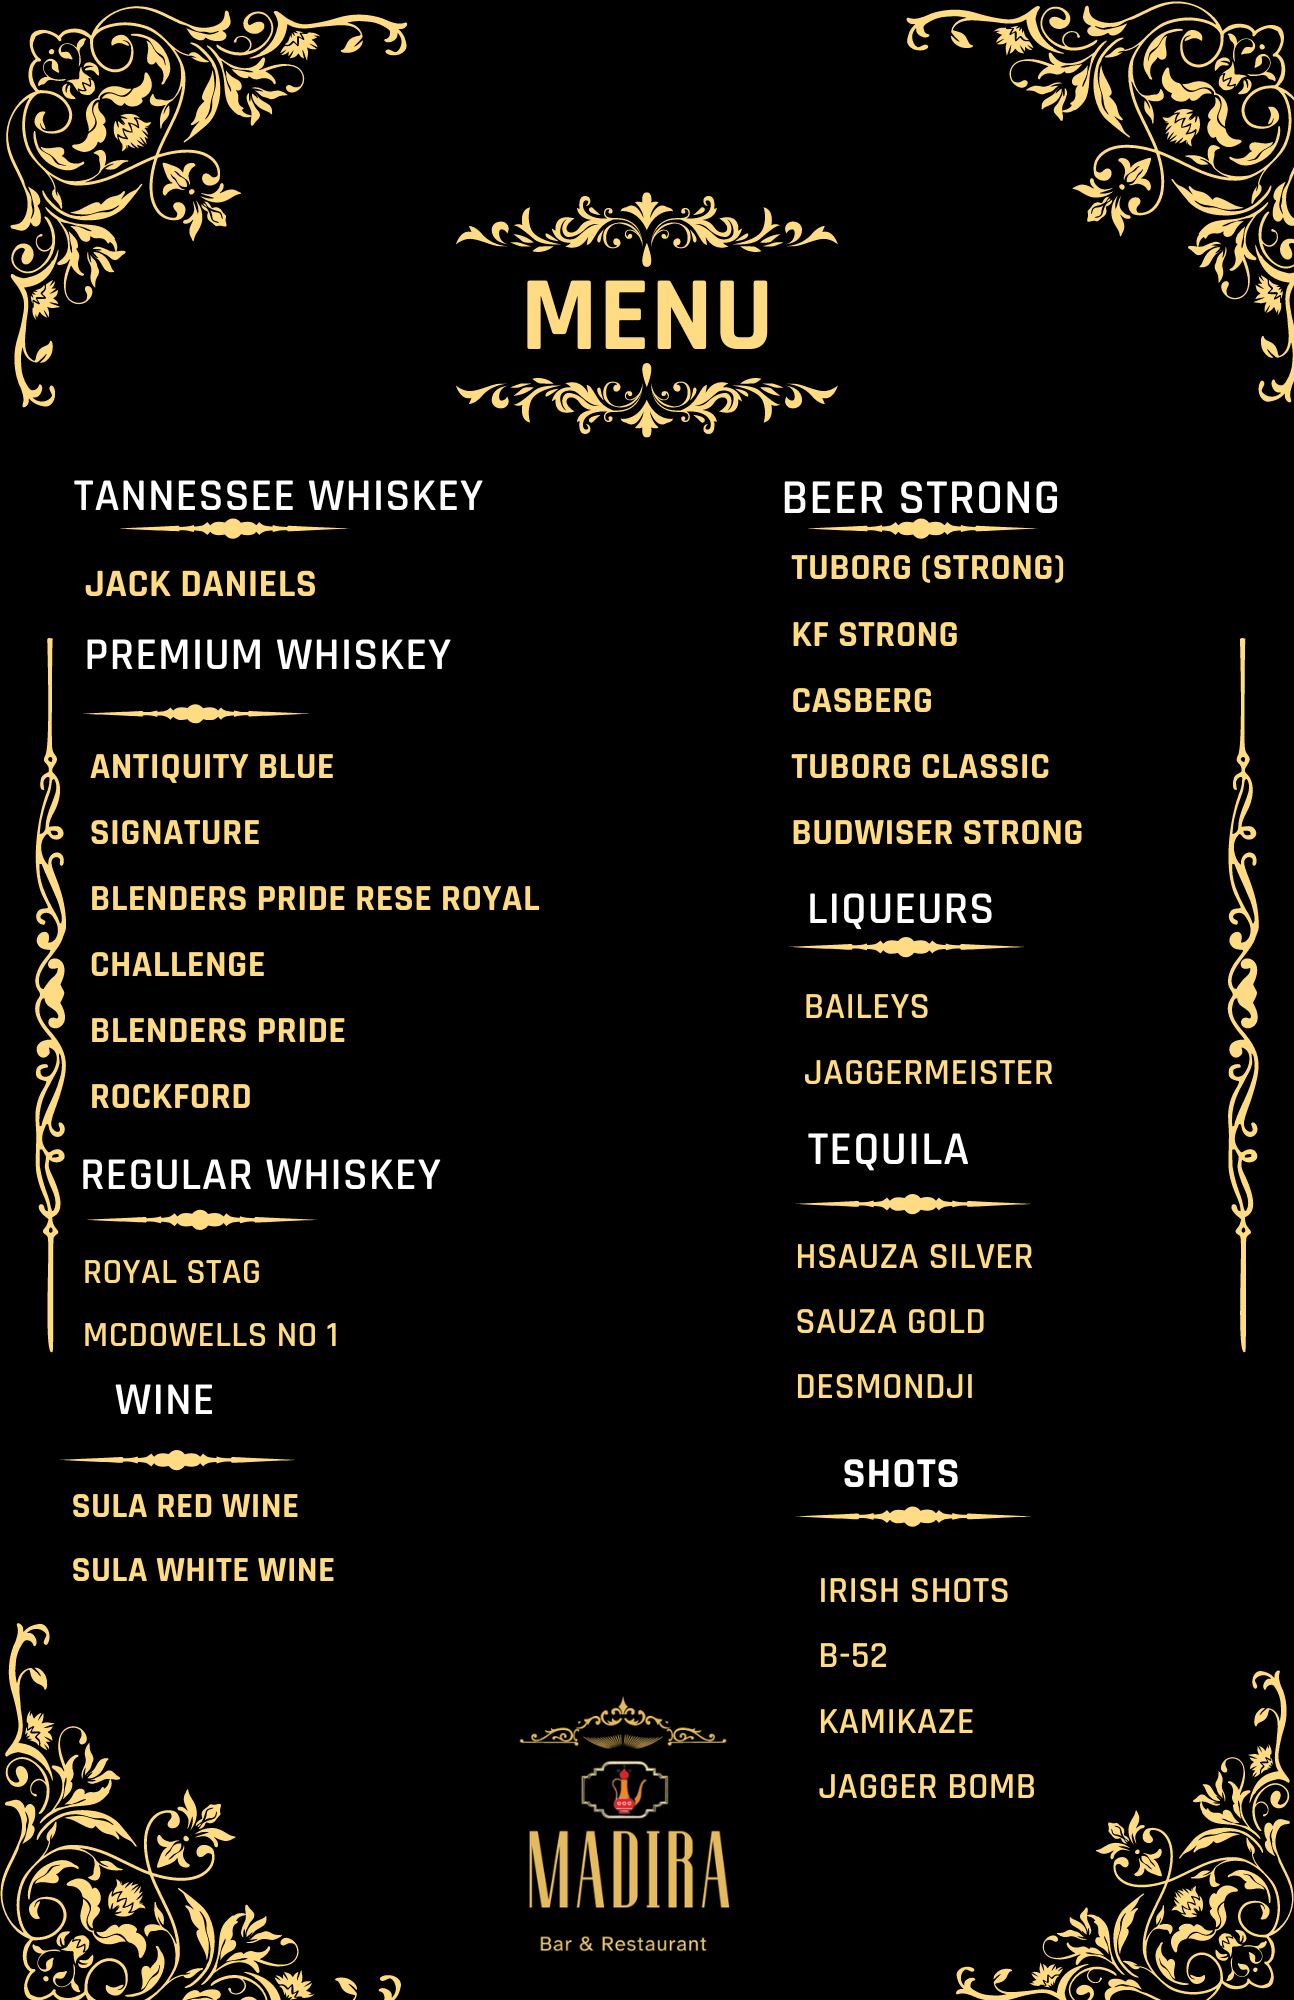 MENU
TANNESSEE WHISKEY
JACK DANIELS
PREMIUM WHISKEY
ANTIQUITY BLUE
SIGNATURE
BLENDERS PRIDE RESE ROYAL
CHALLENGE
BLENDERS PRIDE
ROCKFORD
REGULAR WHISKEY
ROYAL STAG
MCDOWELLS NO 1
WINE
SULA RED WINE
SULA WHITE WINE
BEER STRONG
TUBORG (STRONG)
KF STRONG
CASBERG
TUBORG CLASSIC
BUDWISER STRONG
LIQUEURS
BAILEYS
JAGGERMEISTER
TEQUILA
HSAUZA SILVER
SAUZA GOLD
DESMONDJI
SHOTS
IRISH SHOTS
B-52
KAMIKAZE
JAGGER BOMB
MADIRA
Bar & Restaurant